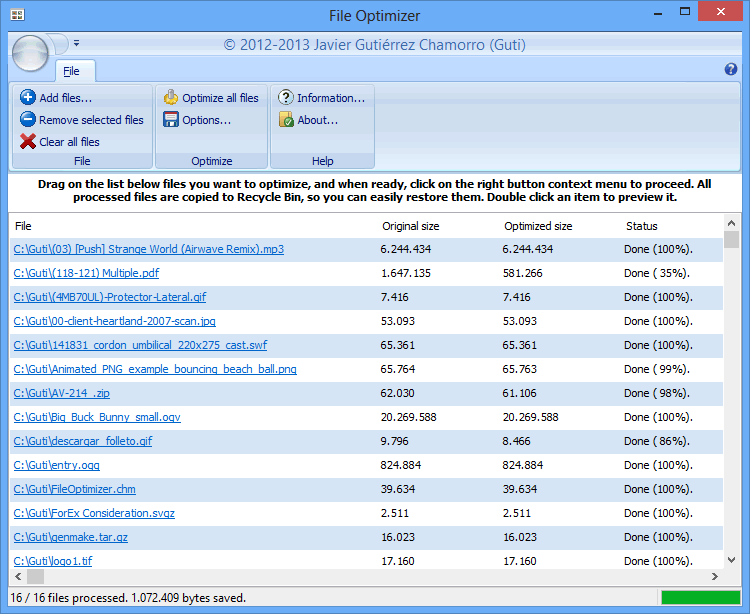 File Optimizer
© 2012-2013 Javier Gutiérrez Chamorro (Guti)
File
Add files...
Remove selected files
Clear all files
File
Optimize all files
Options...
Optimize
Information...
About...
Help
Drag on the list below files you want to optimize, and when ready, click on the right button context menu to proceed. All
processed files are copied to Recycle Bin, so you can easily restore them. Double click an item to preview it.
File Original size Optimized size Status
C:\Guti\(03) [Push] Strange World (Airwave Remix).mp3 6.244.434 6.244.434 Done (100%).
C:\Guti\(118-121) Multiple.pdf 1.647.135 581.266 Done ( 35%).
C:\Guti\(4MB70UL)-Protector-Lateral.gif 7.416 7.416 Done (100%).
C:\Guti\00-client-heartland-2007-scan.jpg 53.093 53.093 Done (100%).
C:\Guti\141831_cordon_umbilical_220x275_cast.swf 65.361 65.361 Done (100%).
C:\Guti\Animated_PNG_example_bouncing_beach_ball.png 65.764 65.763 Done ( 99%).
C:\Guti\AV-214_.zip 62.030 61.106 Done ( 98%).
C:\Guti\Big_Buck_Bunny_small.ogv 20.269.588 20.269.588 Done (100%).
C:\Guti\descargar_folleto.gif 9.796 8.466 Done ( 86%).
C:\Guti\entry.ogg 824.884 824.884 Done (100%).
C:\Guti\FileOptimizer.chm 39.634 39.634 Done (100%).
C:\Guti\ForEx Consideration.svgz 2.511 2.511 Done (100%).
C:\Guti\genmake.tar.gz 16.023 16.023 Done (100%).
C:\Guti\logo1.tif 17.160 17.160 Done (100%).
16 / 16 files processed. 1.072.409 bytes saved.